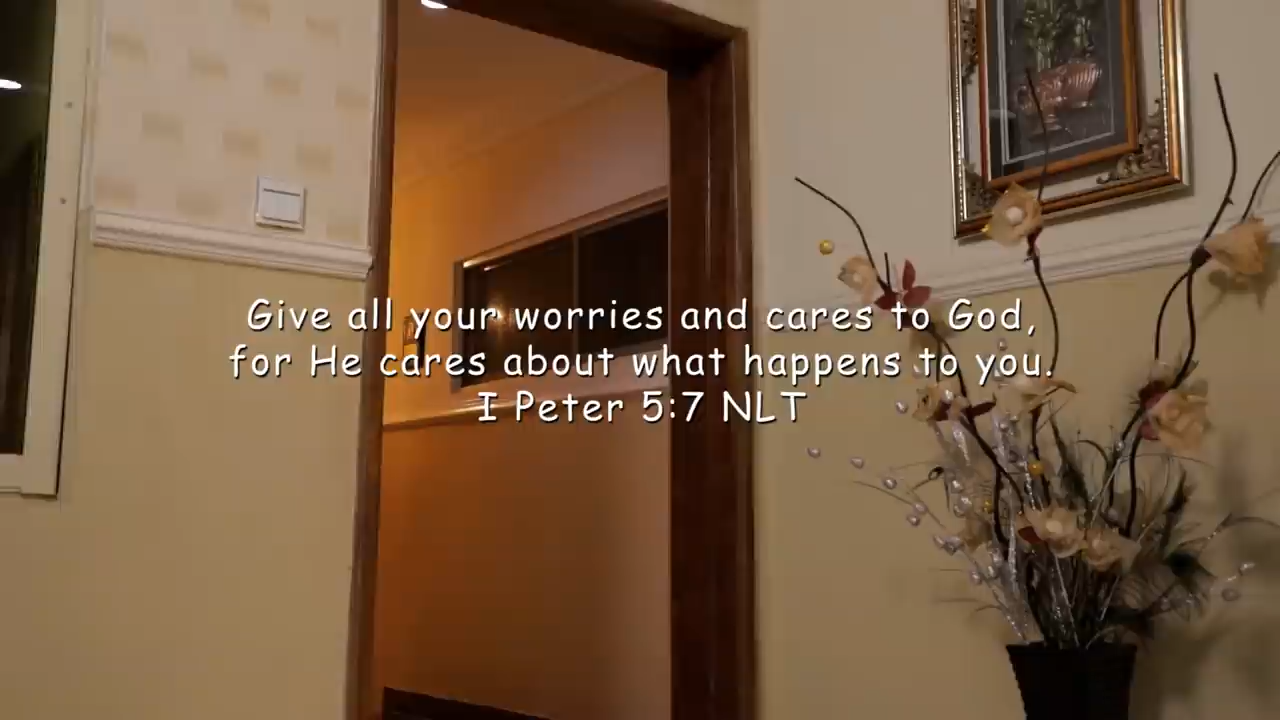 Give all your worries and cares to God,
for He cares about what happens to you.
I Peter 5:7 NLT